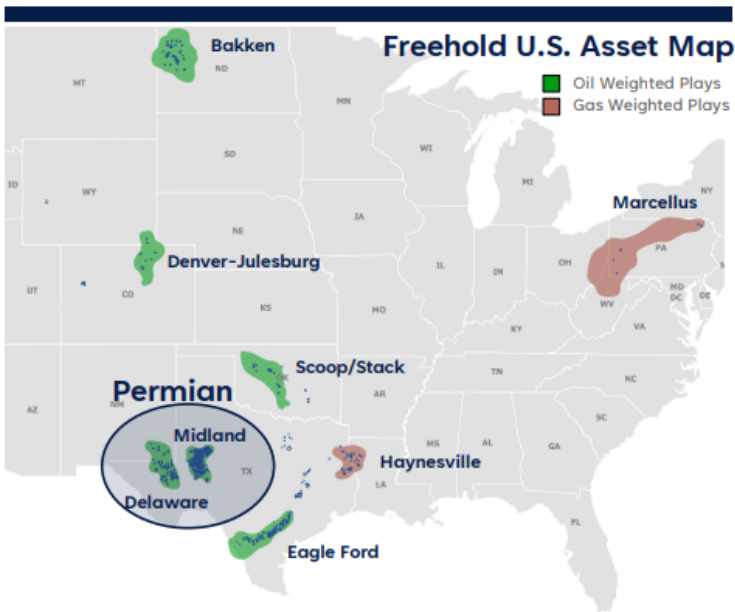 Freehold U.S. Asset Map
Oil Weighted Plays
Gas Weighted Plays
Bakken
ND
MT
MN
SD
WI
ID
WY
MI
Marcellus
NY
NE
IA
PA
Denver-Julesburg
IL
IN
OH
UT
CO
MD
DC
DE
WV
KS
MO
KY
VA
Scoop/Stack
OK
TN
NC
Permian
NM
AZ
AR
SC
Midland
TX
MS
AL
GA
Haynesville
LA
Delaware
FL
Eagle Ford